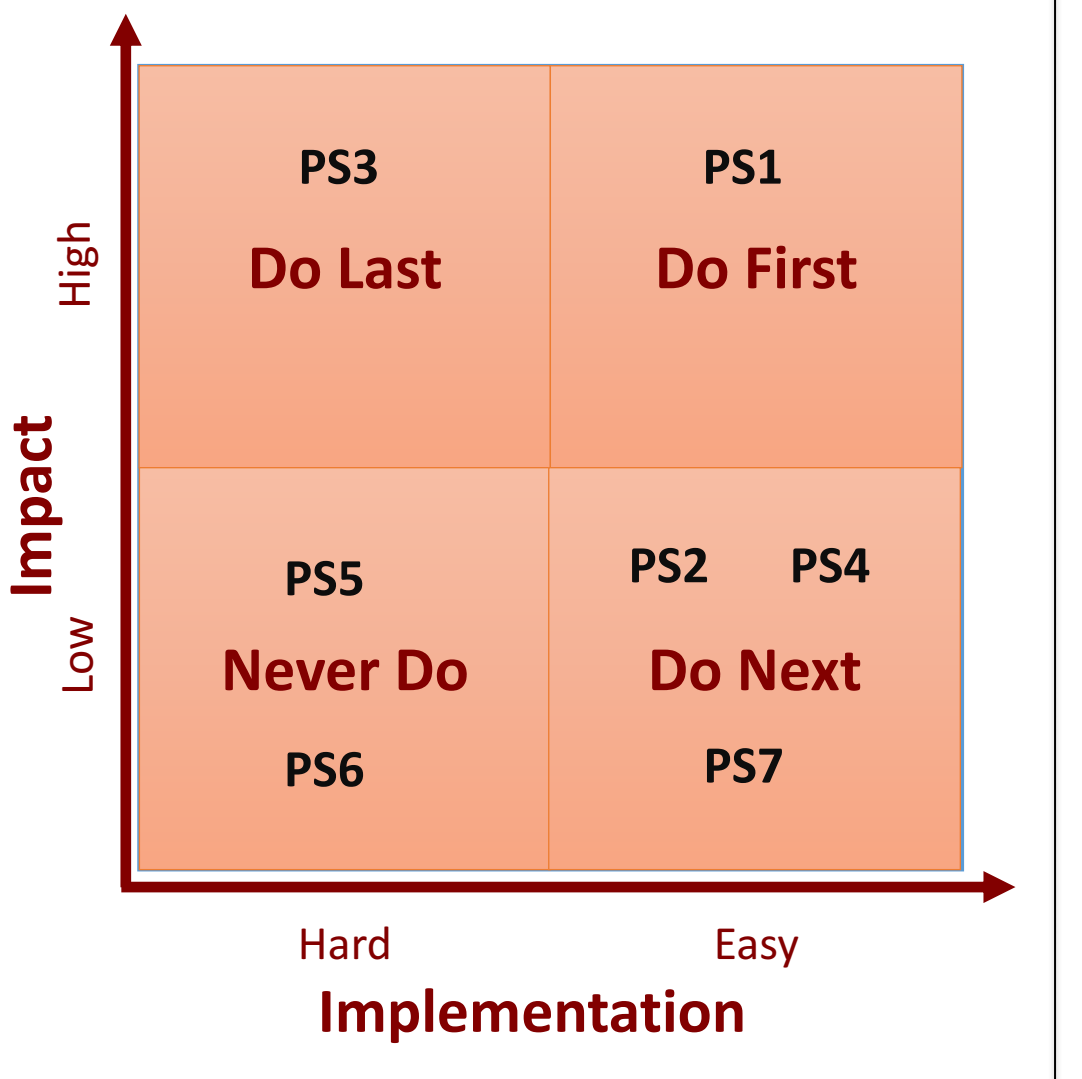 PS3
PS1
Do Last
Do First
High
Impact
Low
PS5
PS2 PS4
Never Do
Do Next
PS6
PS7
Hard
Easy
Implementation